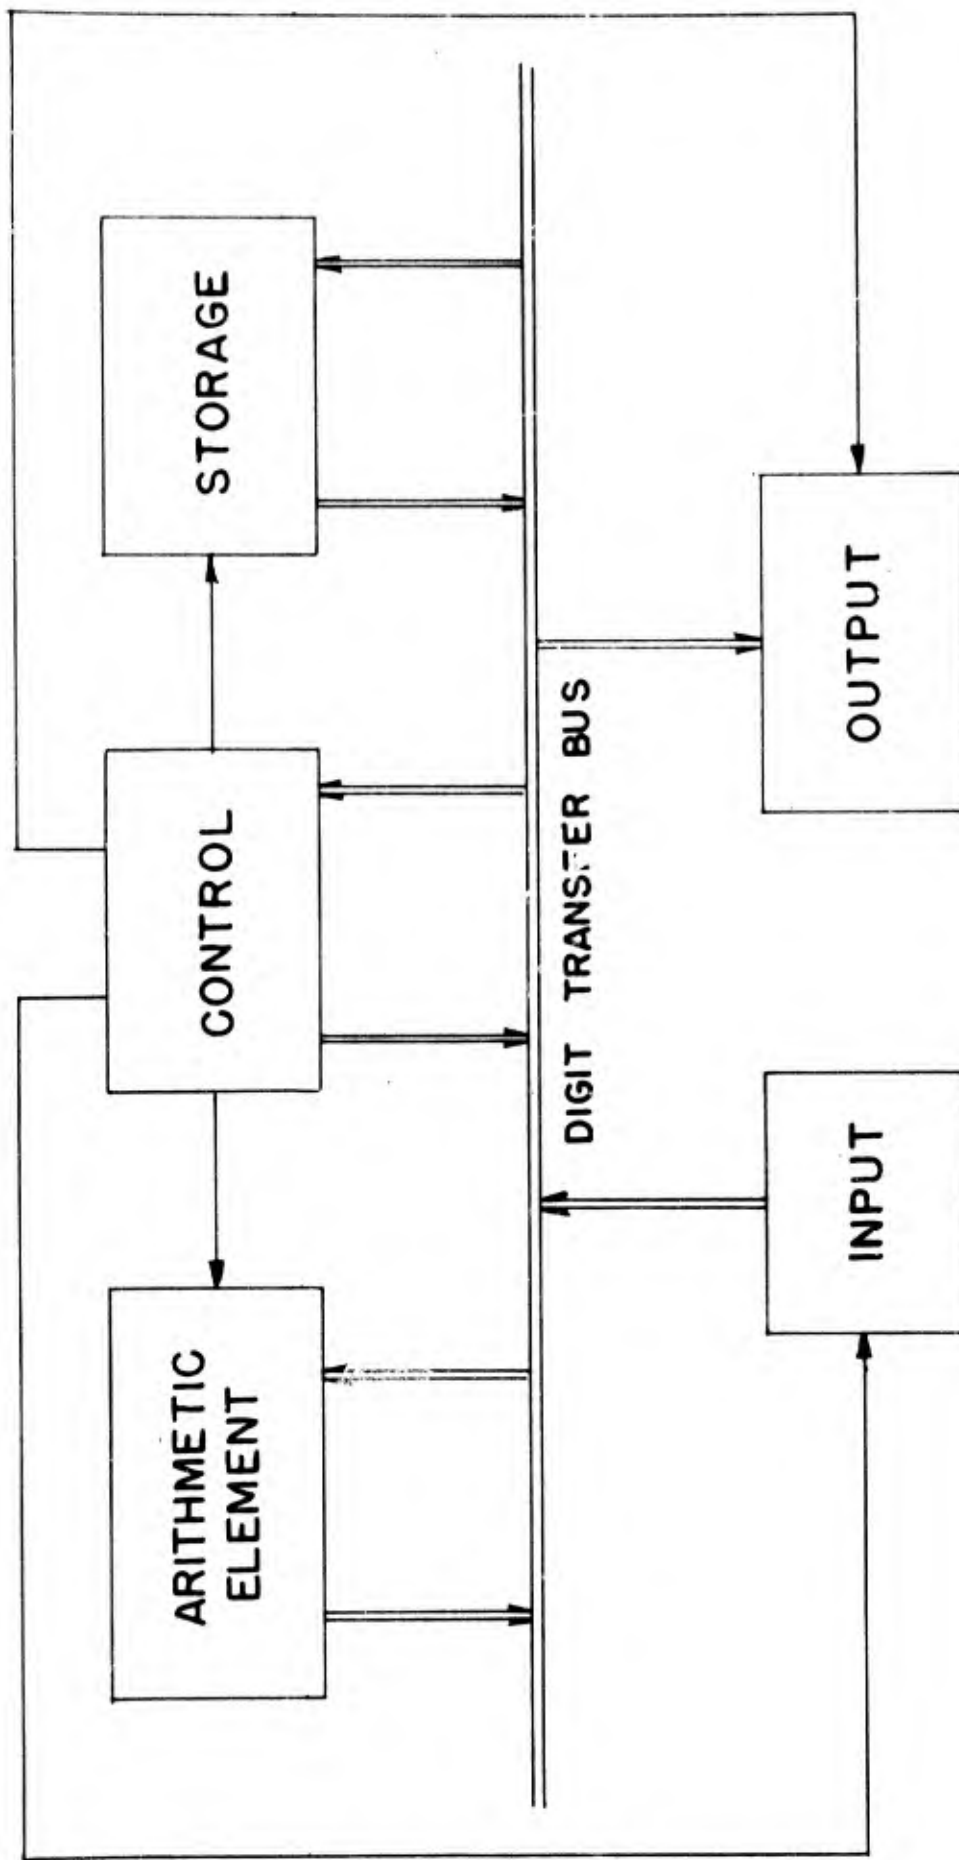 ARITHMETIC
ELEMENT
CONTROL
STORAGE
DIGIT TRANSFER BUS
INPUT
OUTPUT